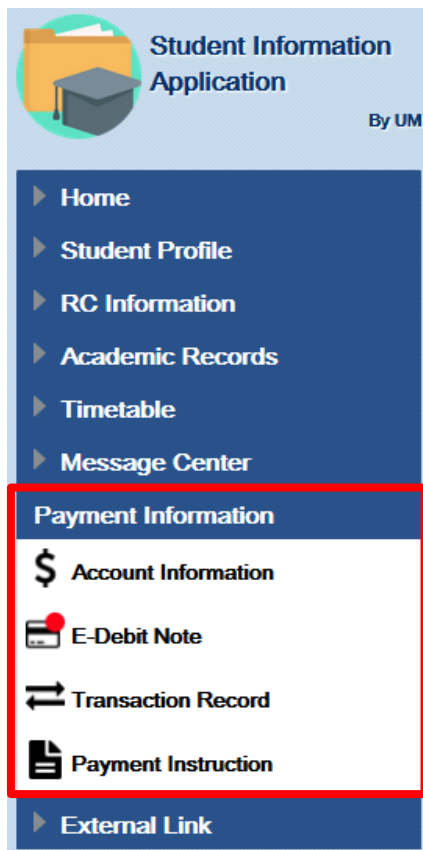 Student Information
Application
By UM
Home
Student Profile
RC Information
Academic Records
Timetable
Message Center
Payment Information
$ Account Information
E-Debit Note
Transaction Record
Payment Instruction
External Link